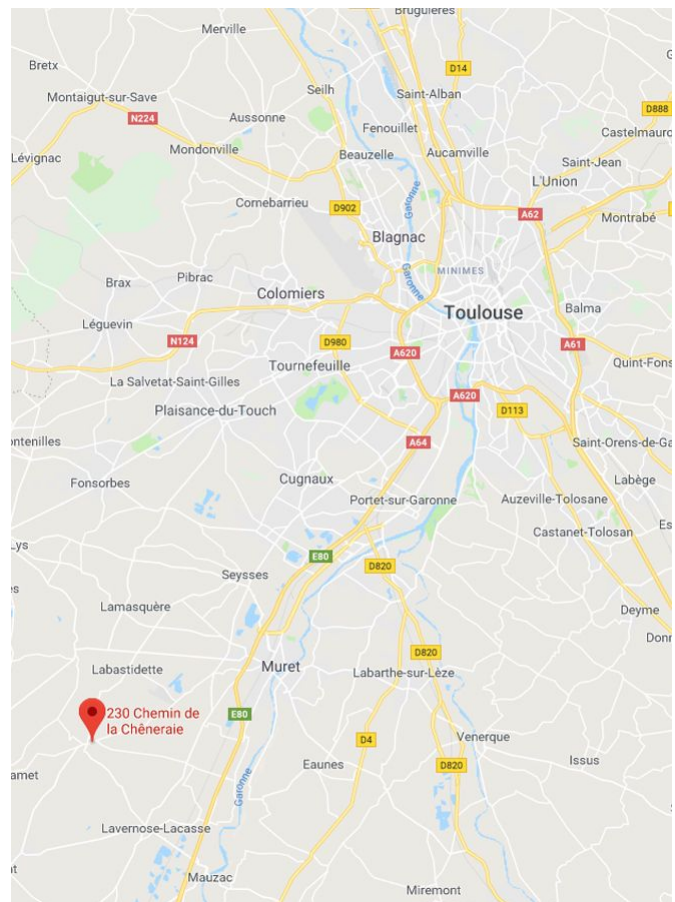 Bruguières
Merville
Bretx
D14
Seilh
Saint-Alban
Montaigut-sur-Save
D888
N224
Aussonne
Fenouillet
Castelmauro
Mondonville
Beauzelle
Aucamville
Saint-Jean
Lévignac
L'Union
Cornebarrieu
Garonne
D902
A62
Montrabé
Blagnac
MINIMES
Garonne
Brax
Pibrac
Colomiers
Toulouse
Balma
Léguevin
N124
D980
A620
A61
Tournefeuille
Quint-Fons
La Salvetat-Saint-Gilles
A620
Plaisance-du-Touch
D113
ontenilles
A64
Saint-Orens-de-Ga
Fonsorbes
Cugnaux
Labège
Portet-sur-Garonne
Auzeville-Tolosane
Es
Castanet-Tolosan
Lys
E80
D820
Seysses
es
Lamasquère
Deyme
Donn
D820
Muret
Labastidette
Labarthe-sur-Lèze
230 Chemin de
la Chêneraie
E80
D4
Venerque
Eaunes
D820
Issus
amet
Garonne
Lavernose-Lacasse
nt
Mauzac
Miremont